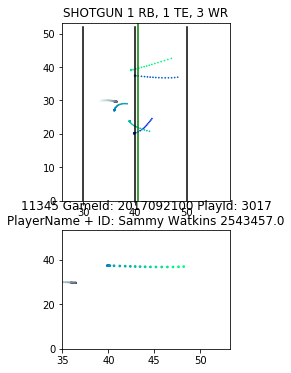 SHOTGUN 1 RB, 1 TE, 3 WR
50
40
30
20
10
0
30 40 50
11345 GameId: 2017092100 PlayId: 3017
PlayerName + ID: Sammy Watkins 2543457.0
40
20
0
35 40 45 50